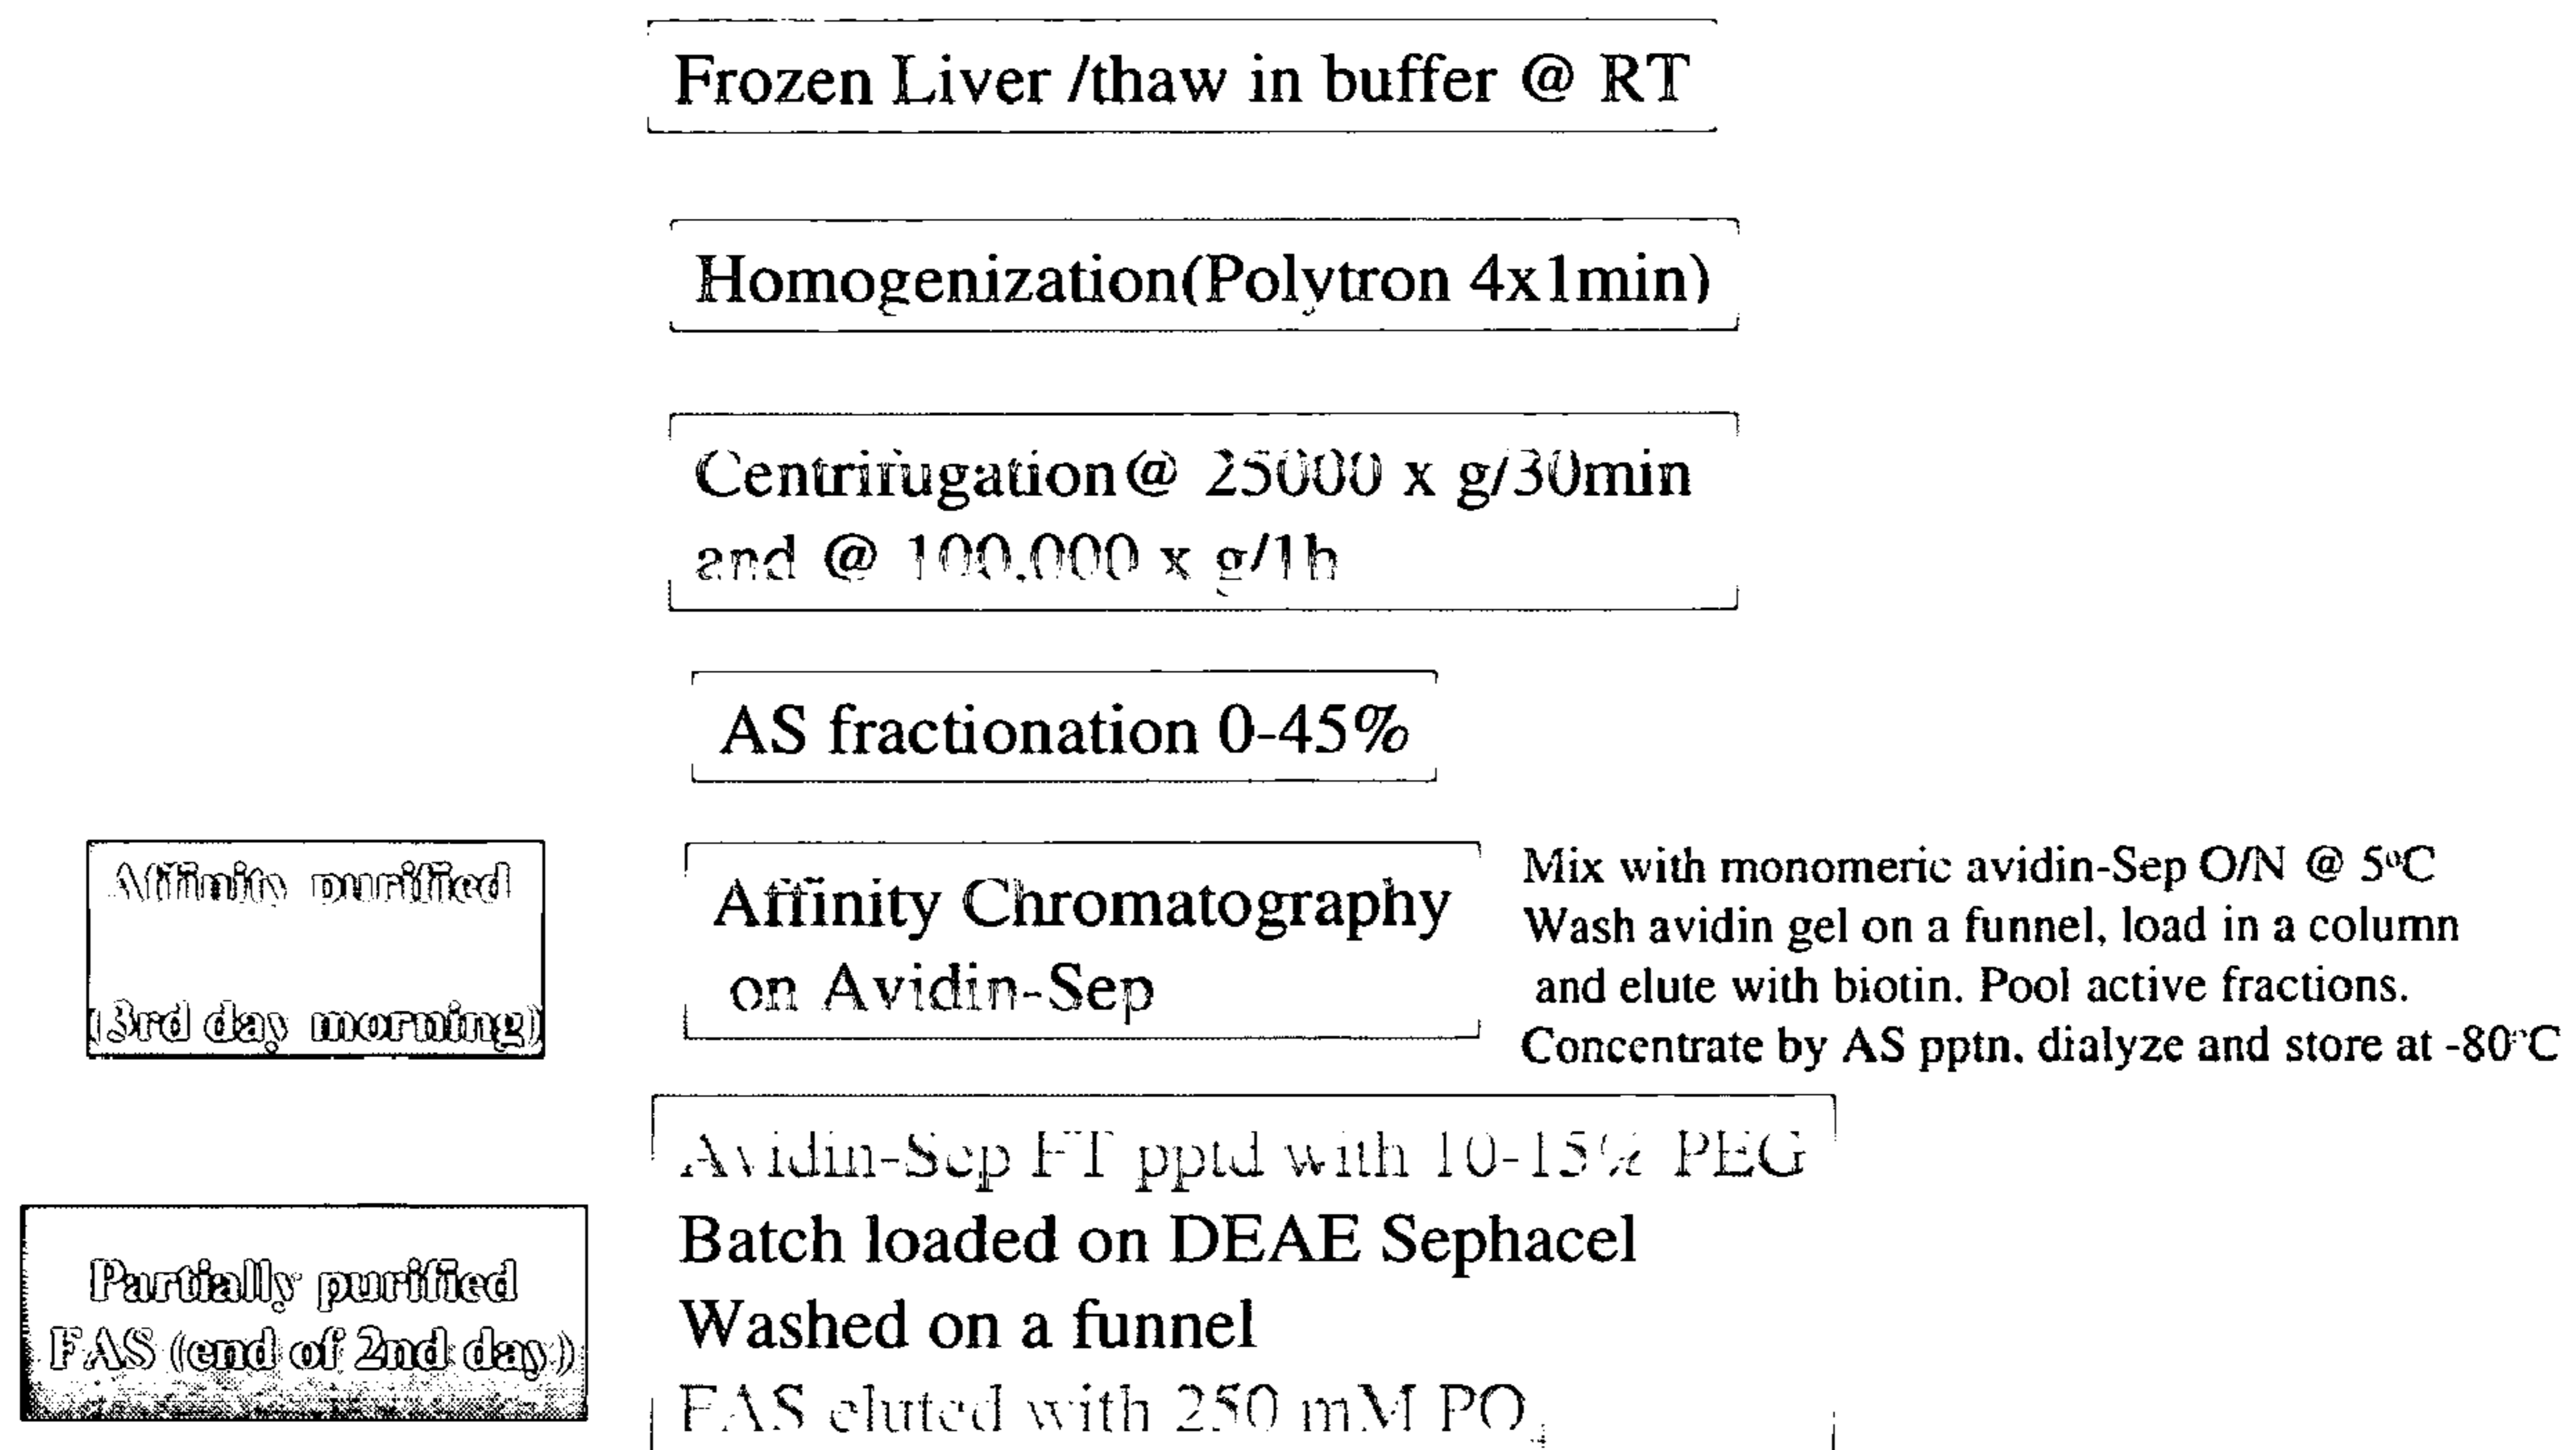 Frozen Liver /thaw in buffer @ RT
Homogenization(Polytron 4x1min)
Centrifugation@ 25000 x g/30min
and @ 100,000 x g/1h
AS fractionation 0-45%
Affinity purified
(3rd day morning)
Affinity Chromatography
on Avidin-Sep
Mix with monomeric avidin-Sep O/N @ 5°C
Wash avidin gel on a funnel, load in a column
and elute with biotin. Pool active fractions.
Concentrate by AS pptn, dialyze and store at -80°C
Avidin-Sep FT pptd with 10-15% PEG
Batch loaded on DEAE Sephacel
Washed on a funnel
FAS eluted with 250 mM PO4
Partially purified
FAS (end of 2nd day)